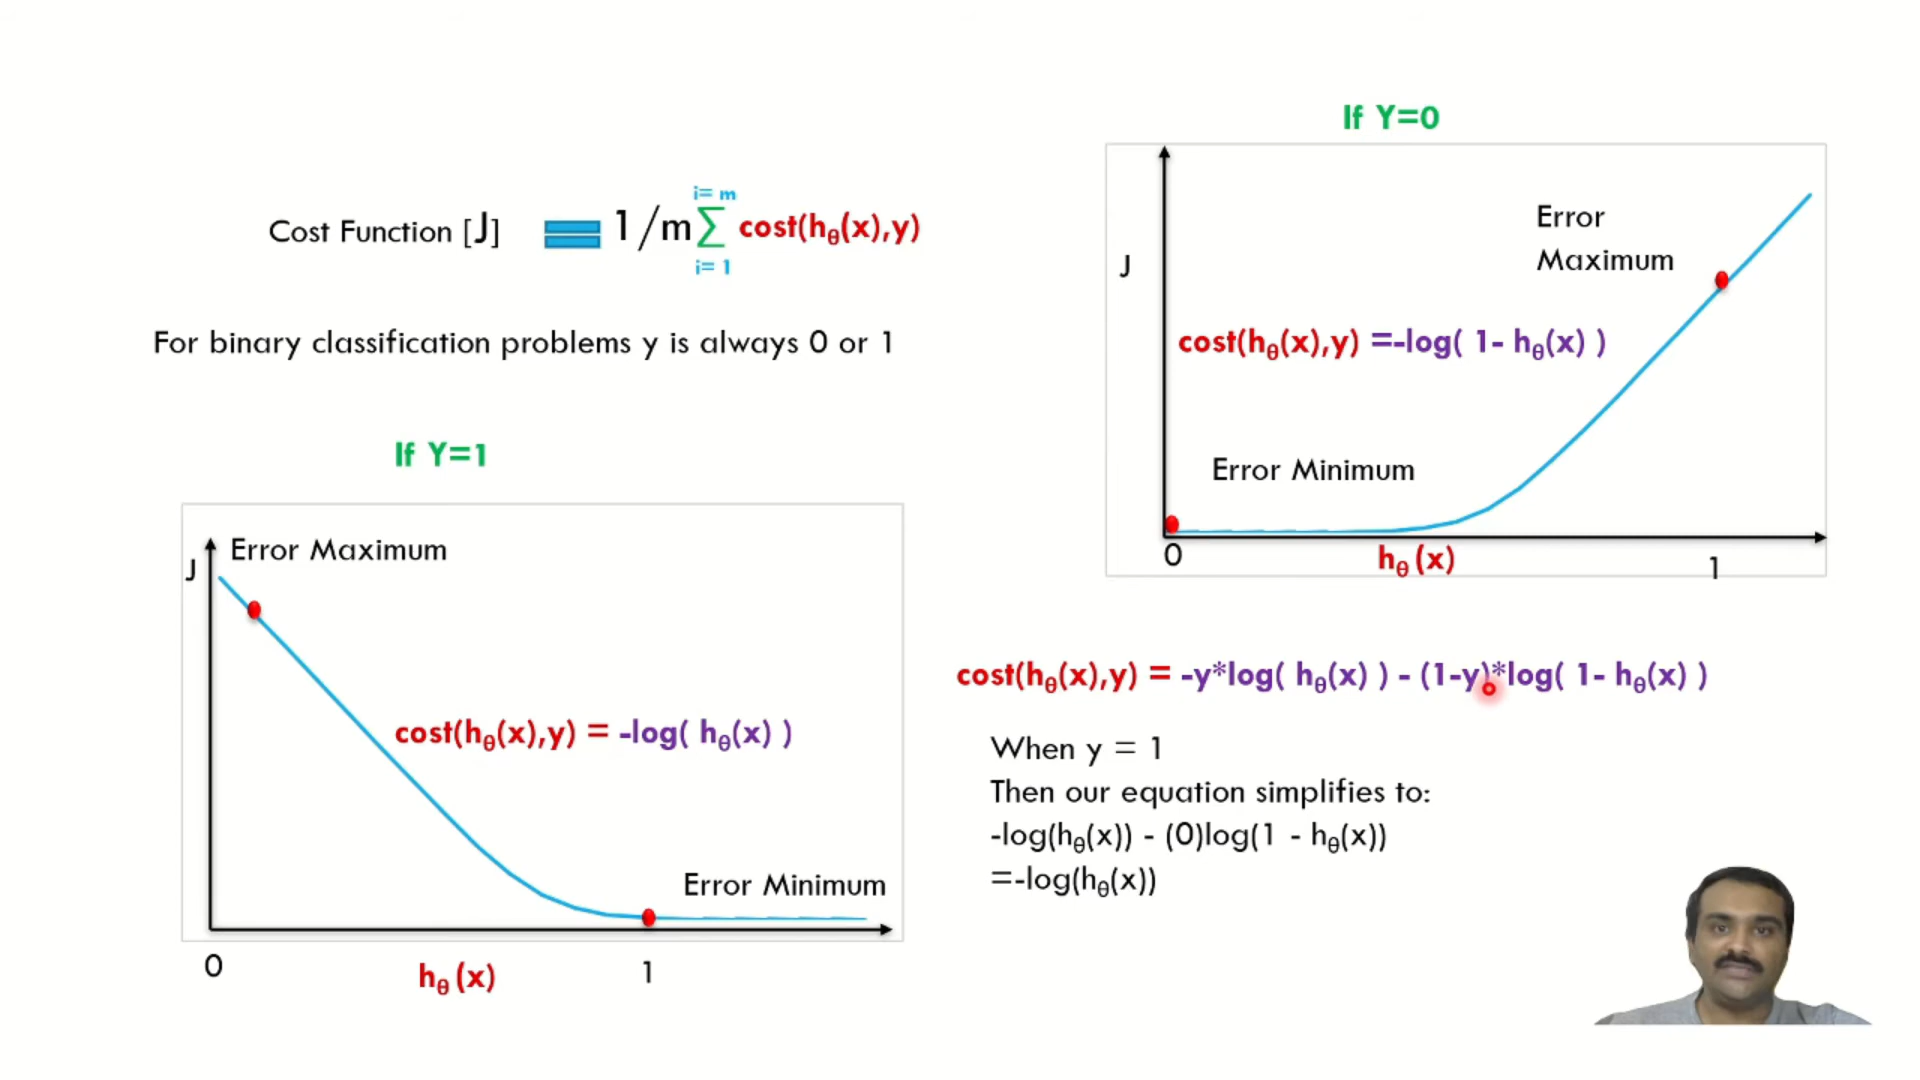 Cost Function [J] = 1/m ∑ cost(hθ(x),y)
i= m
i= 1
For binary classification problems y is always 0 or 1
If Y=1
J
Error Maximum
cost(hθ(x),y) = -log( hθ(x) )
Error Minimum
0
hθ (x)
1
If Y=0
Error
Maximum
J
cost(hθ(x),y) =-log( 1- hθ(x) )
Error Minimum
0
hθ (x)
1
cost(hθ(x),y) = -y*log( hθ(x) ) - (1-y)*log( 1- hθ(x) )
When y = 1
Then our equation simplifies to:
-log(hθ(x)) - (0)log(1 - hθ(x))
=-log(hθ(x))